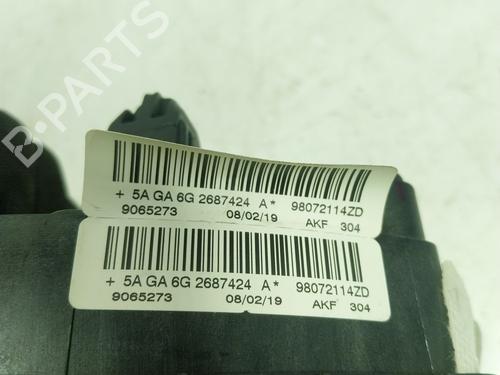 B-PARTS
+ 5A GA 6G 2687424 A* 98072114ZD
9065273 08/02/19 AKF 304
+ 5A GA 6G 2687424 A* 98072114ZD
9065273 08/02/19 AKF 304